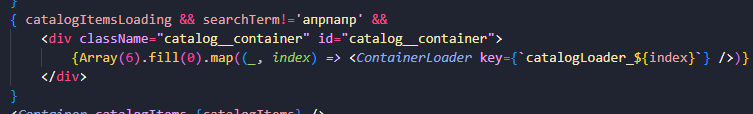 }
{ catalogItemsLoading && searchTerm!='апрпапр' &&
<div className="catalog__container" id="catalog__container">
{Array(6).fill(0).map((_, index) => <ContainerLoader key={`catalogLoader_${index}`} />)}
</div>
}
<Container catalogItems {catalogItems} />